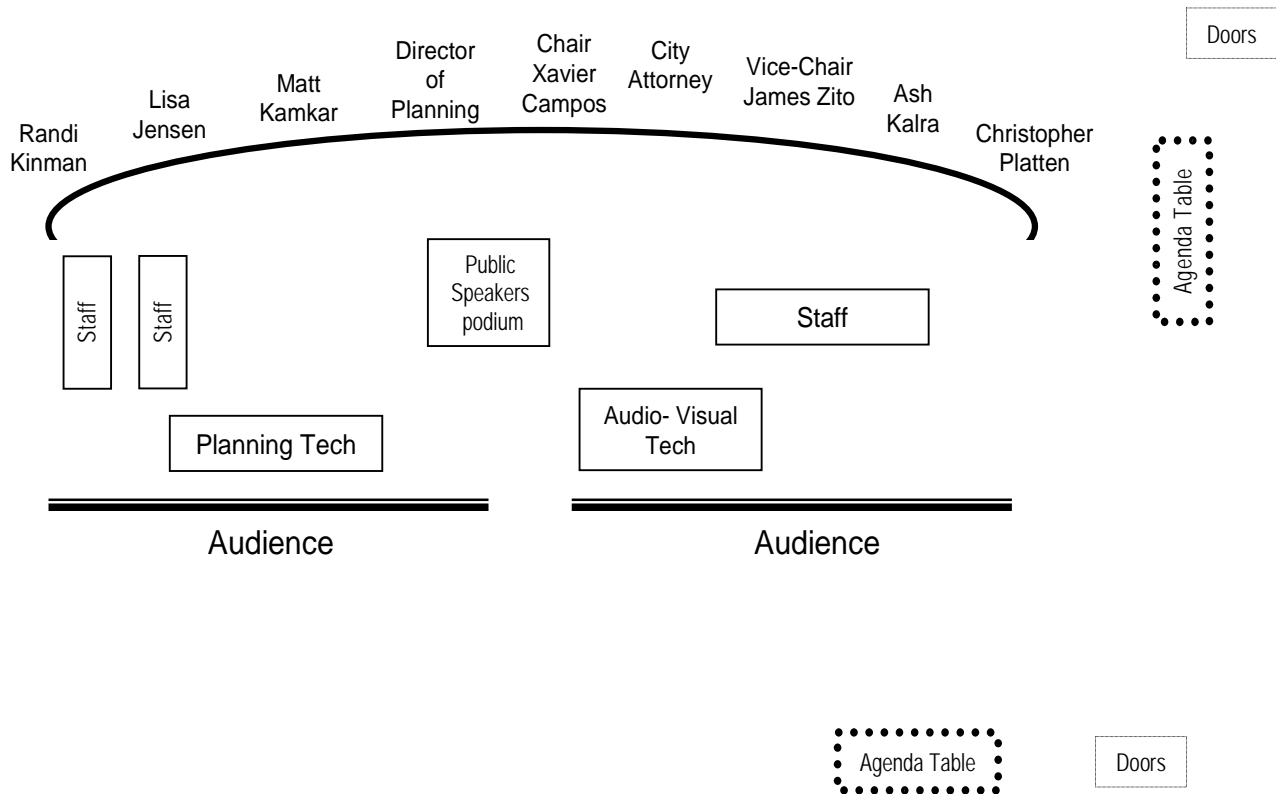 Doors
Randi
Kinman
Lisa
Jensen
Matt
Kamkar
Director
of
Planning
Chair
Xavier
Campos
City
Attorney
Vice-Chair
James Zito
Ash
Kalra
Christopher
Platten
Agenda Table
Staff
Staff
Public
Speakers
podium
Staff
Planning Tech
Audio- Visual
Tech
Audience
Audience
Agenda Table
Doors